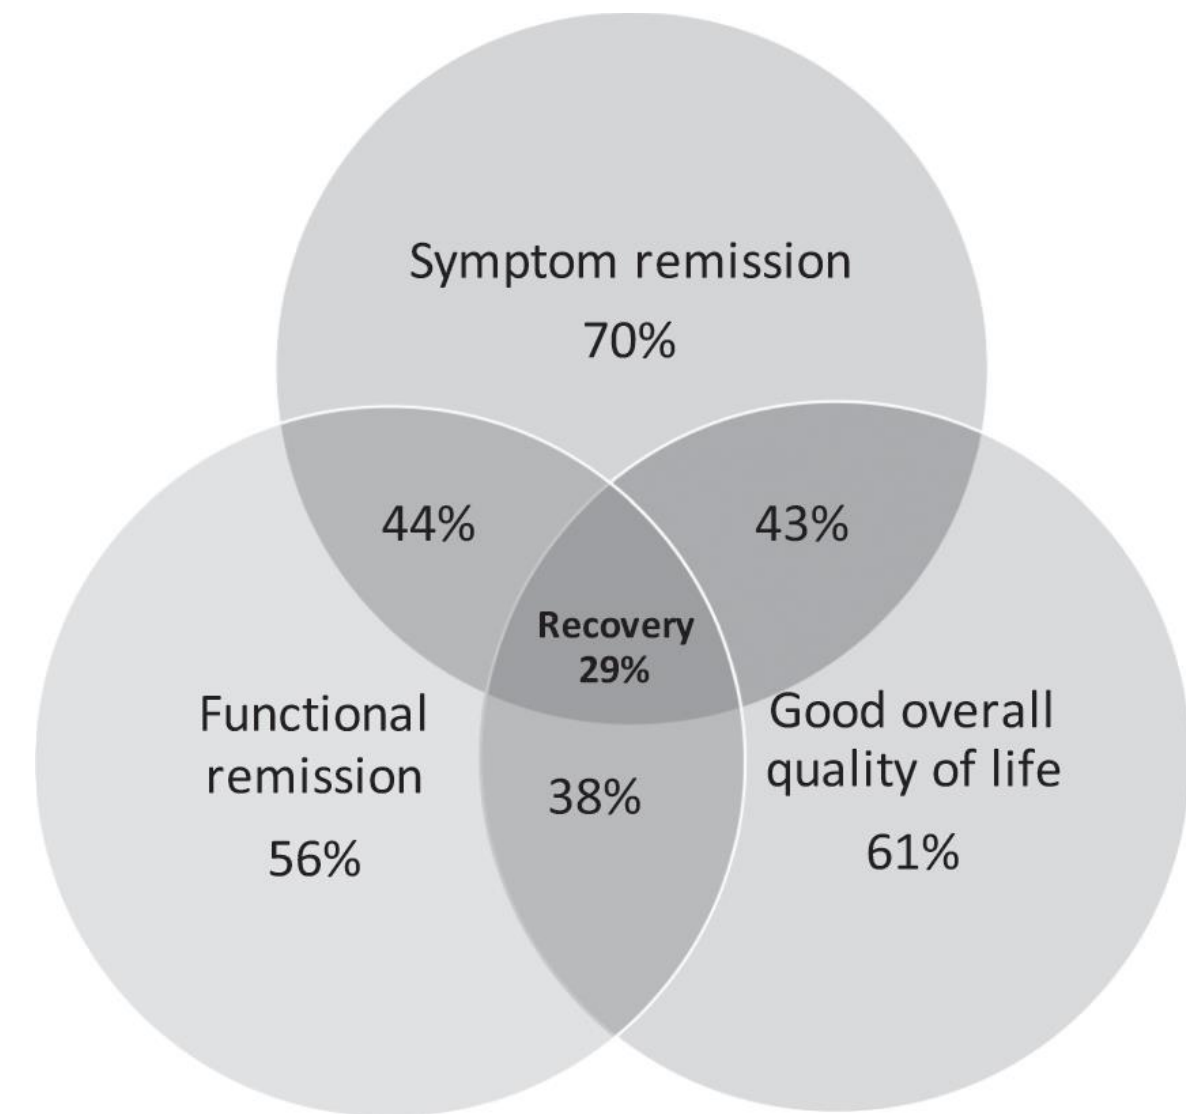 Symptom remission
70%
44%
43%
Recovery
29%
Functional
remission
56%
38%
Good overall
quality of life
61%